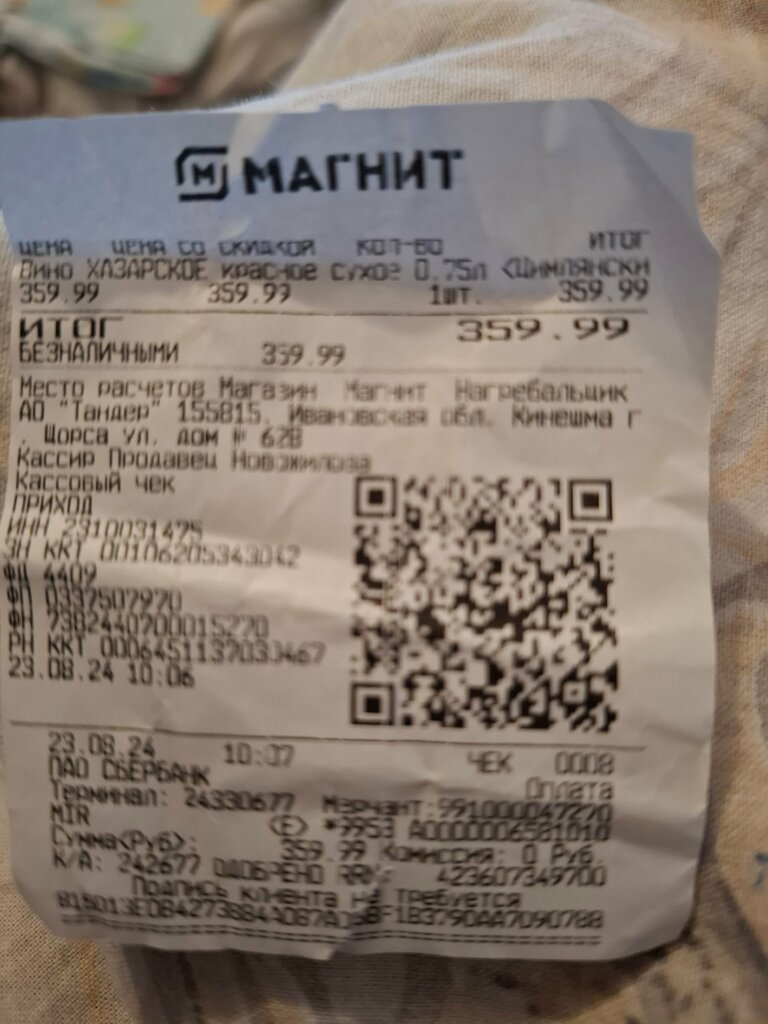 МАГНИТ
ЦЕНА ЦЕНА СО СКИДКОЙ КОЛ-ВО ИТОГ
Вино ХАЗАРСКОЕ красное сухое 0.75л <Цимлянски
359.99 359.99 1шт. 359.99
ИТОГ 359.99
БЕЗНАЛИЧНЫМИ 359.99
Место расчетов Магазин Магнит Нагребальщик
АО "Тандер" 155815, Ивановская обл. Кинешма г
. Щорса ул. дом № 62В
Кассир Продавец Новожилова
Кассовый чек
ПРИХОД
ИНН 2310031475
ЗН ККТ 00106205343042
ФД 4409
ФП 0337507970
ФН 7382440700015270
РН ККТ
23.08.24 10:06
23.08.24 10:07 ЧЕК 0008
ПАО СБЕРБАНК Оплата
Терминал: 24330677 Мерчант:991000047270
MIR (E) *9953 A0000006581010
Сумма<Руб>: 359.99 Комиссия: 0 Руб.
К/А: 242677 ОДОБРЕНО RRN: 423607349700
Подпись клиента не требуется